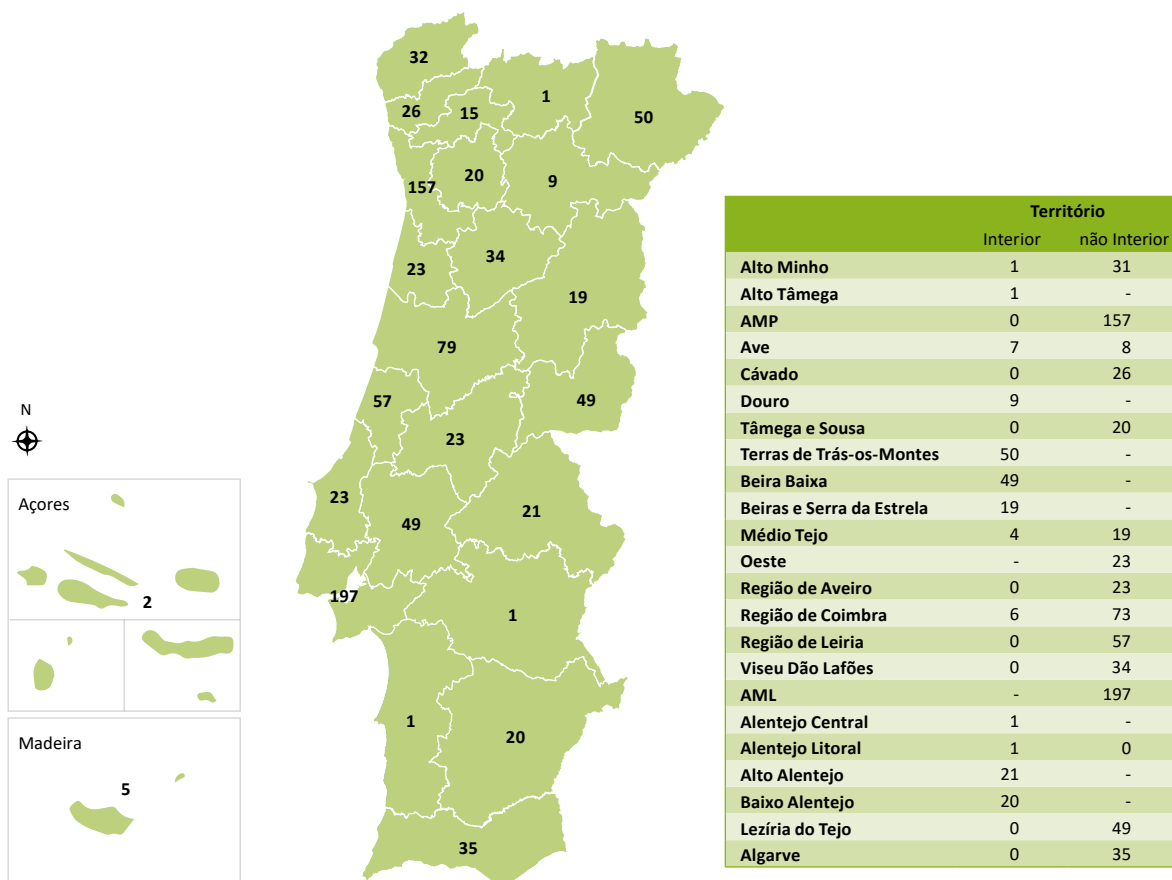 32
1
26
15
50
20
9
157
34
23
19
79
57
49
23
23
21
49
197
1
1
20
35
N
Açores
2
Madeira
5
Território
Interior não Interior
Alto Minho 1 31
Alto Tâmega 1 -
AMP 0 157
Ave 7 8
Cávado 0 26
Douro 9 -
Tâmega e Sousa 0 20
Terras de Trás-os-Montes 50 -
Beira Baixa 49 -
Beiras e Serra da Estrela 19 -
Médio Tejo 4 19
Oeste - 23
Região de Aveiro 0 23
Região de Coimbra 6 73
Região de Leiria 0 57
Viseu Dão Lafões 0 34
AML - 197
Alentejo Central 1 -
Alentejo Litoral 1 0
Alto Alentejo 21 -
Baixo Alentejo 20 -
Lezíria do Tejo 0 49
Algarve 0 35